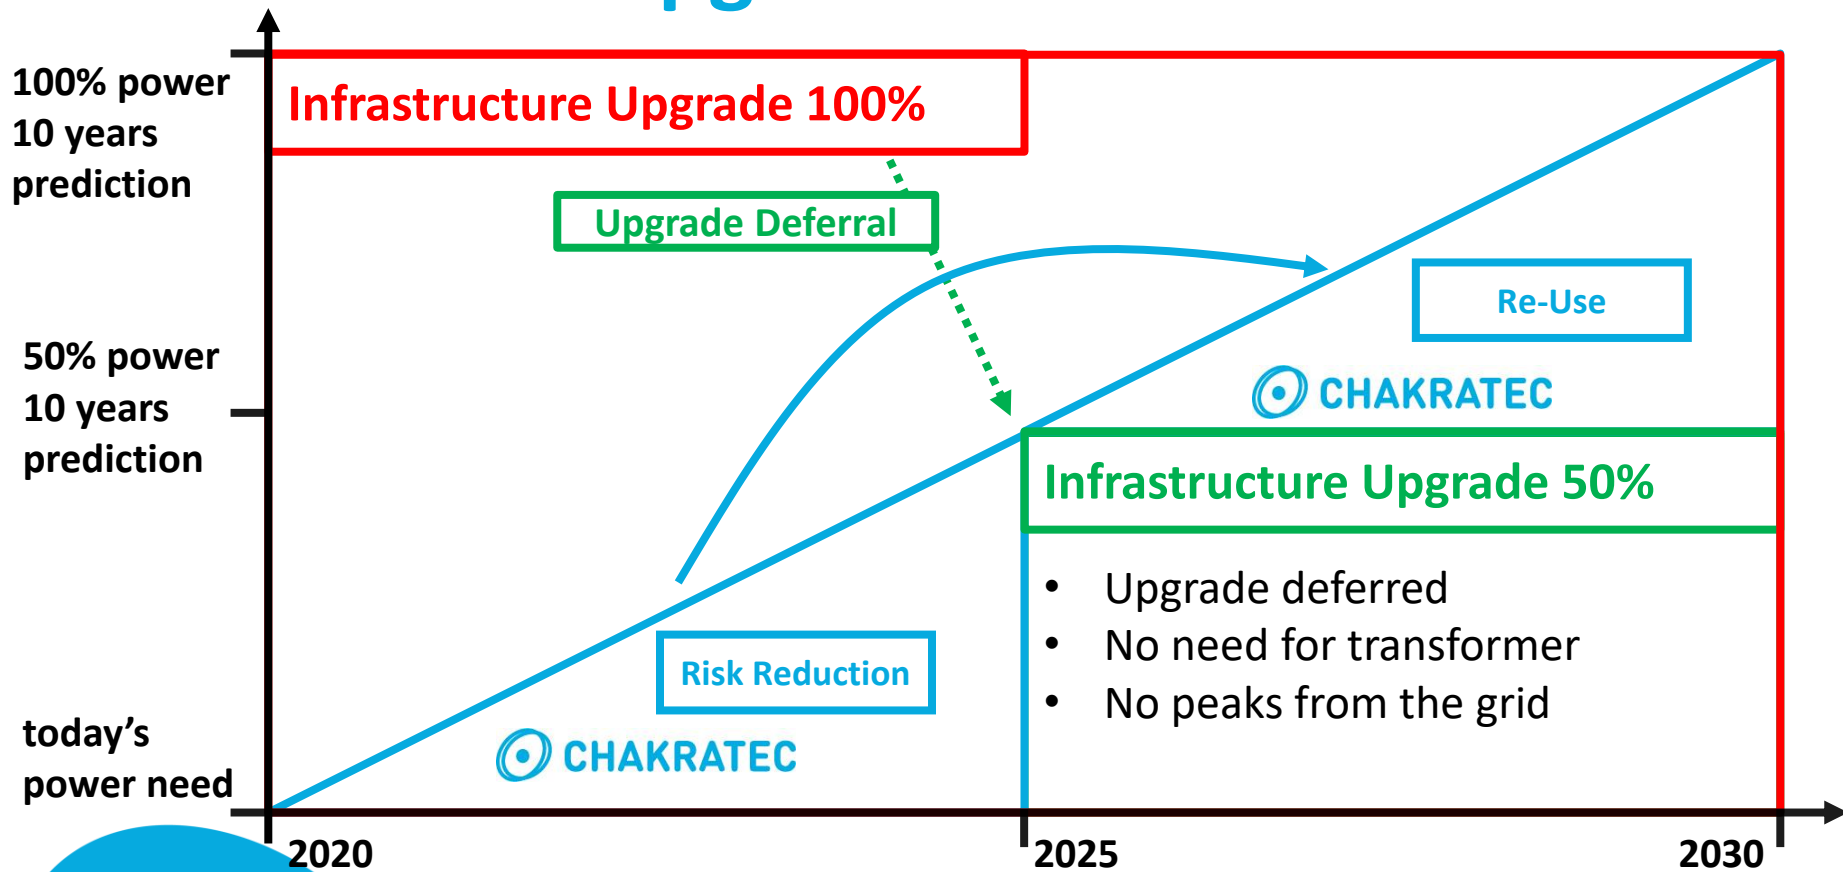 100% power
10 years
prediction
Infrastructure Upgrade 100%
Upgrade Deferral
Re-Use
CHAKRATEC
50% power
10 years
prediction
Infrastructure Upgrade 50%
• Upgrade deferred
• No need for transformer
• No peaks from the grid
Risk Reduction
CHAKRATEC
today's
power need
2020
2025
2030